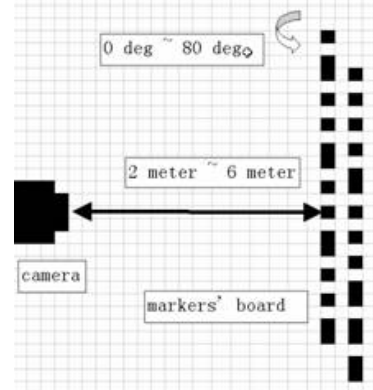 0 deg ~ 80 deg。
2 meter ~ 6 meter
camera
markers' board